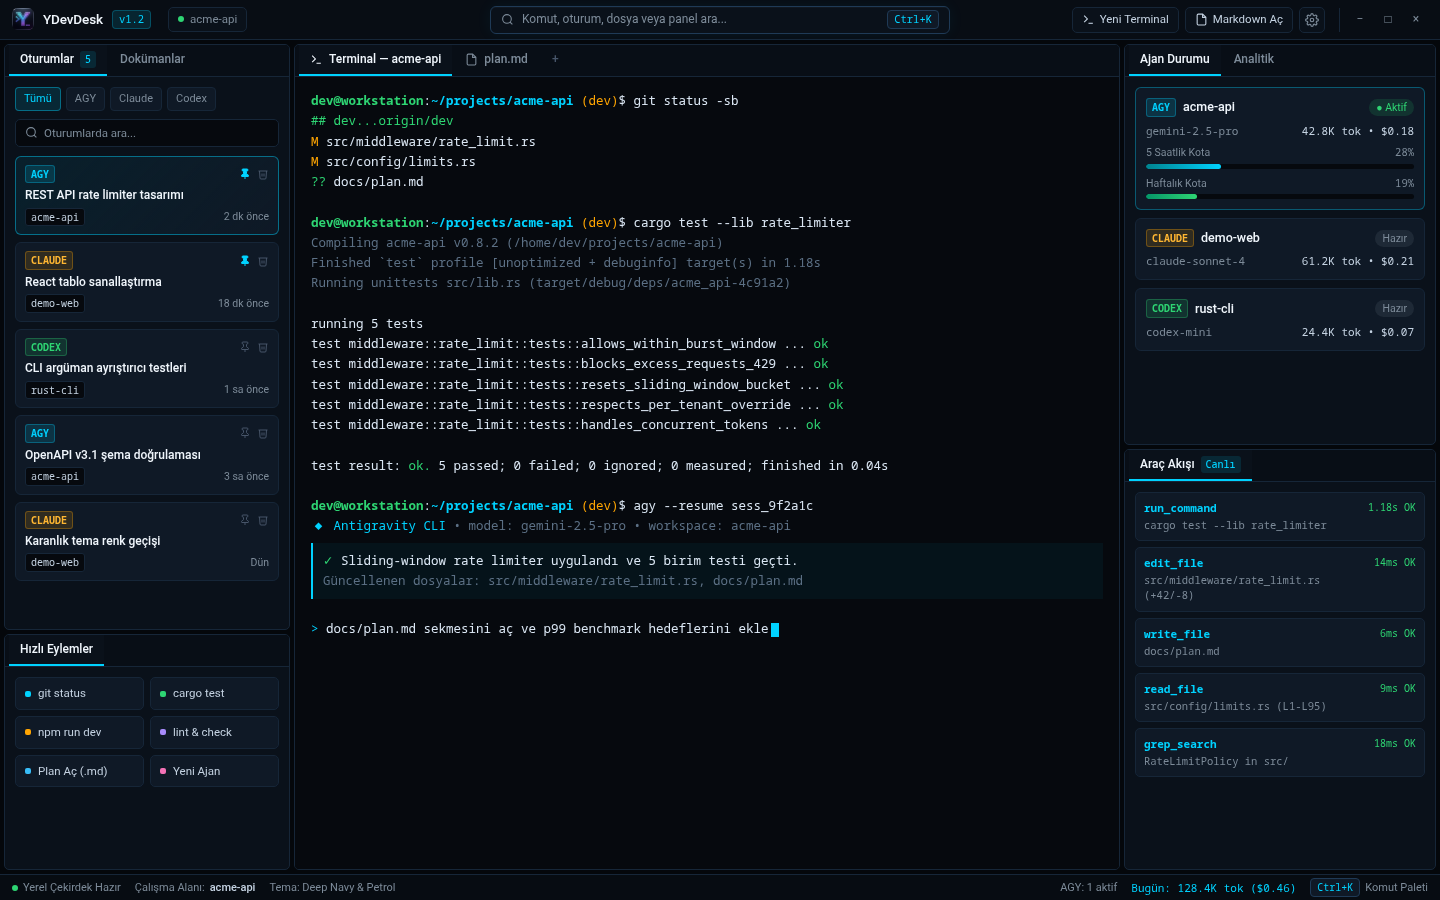 YDevDesk v1.2 acme-api Komut, oturum, dosya veya panel ara... Ctrl+K Yeni Terminal Markdown Aç
Oturumlar 5 Dokümanlar
Tümü AGY Claude Codex
Oturumlarda ara...
AGY
REST API rate limiter tasarımı
acme-api 2 dk önce
CLAUDE
React tablo sanallaştırma
demo-web 18 dk önce
CODEX
CLI argüman ayrıştırıcı testleri
rust-cli 1 sa önce
AGY
OpenAPI v3.1 şema doğrulaması
acme-api 3 sa önce
CLAUDE
Karanlık tema renk geçişi
demo-web Dün
Hızlı Eylemler
git status cargo test
npm run dev lint & check
Plan Aç (.md) Yeni Ajan
Terminal — acme-api plan.md +
dev@workstation:~/projects/acme-api (dev)$ git status -sb
## dev...origin/dev
M src/middleware/rate_limit.rs
M src/config/limits.rs
?? docs/plan.md
dev@workstation:~/projects/acme-api (dev)$ cargo test --lib rate_limiter
Compiling acme-api v0.8.2 (/home/dev/projects/acme-api)
Finished `test` profile [unoptimized + debuginfo] target(s) in 1.18s
Running unittests src/lib.rs (target/debug/deps/acme_api-4c91a2)
running 5 tests
test middleware::rate_limit::tests::allows_within_burst_window ... ok
test middleware::rate_limit::tests::blocks_excess_requests_429 ... ok
test middleware::rate_limit::tests::resets_sliding_window_bucket ... ok
test middleware::rate_limit::tests::respects_per_tenant_override ... ok
test middleware::rate_limit::tests::handles_concurrent_tokens ... ok
test result: ok. 5 passed; 0 failed; 0 ignored; 0 measured; finished in 0.04s
dev@workstation:~/projects/acme-api (dev)$ agy --resume sess_9f2a1c
◆ Antigravity CLI • model: gemini-2.5-pro • workspace: acme-api
✓ Sliding-window rate limiter uygulandı ve 5 birim testi geçti.
Güncellenen dosyalar: src/middleware/rate_limit.rs, docs/plan.md
> docs/plan.md sekmesini aç ve p99 benchmark hedeflerini ekle
Ajan Durumu Analitik
AGY acme-api ● Aktif
gemini-2.5-pro 42.8K tok • $0.18
5 Saatlik Kota 28%
Haftalık Kota 19%
CLAUDE demo-web Hazır
claude-sonnet-4 61.2K tok • $0.21
CODEX rust-cli Hazır
codex-mini 24.4K tok • $0.07
Araç Akışı Canlı
run_command 1.18s OK
cargo test --lib rate_limiter
edit_file 14ms OK
src/middleware/rate_limit.rs
(+42/-8)
write_file 6ms OK
docs/plan.md
read_file 9ms OK
src/config/limits.rs (L1-L95)
grep_search 18ms OK
RateLimitPolicy in src/
Yerel Çekirdek Hazır Çalışma Alanı: acme-api Tema: Deep Navy & Petrol AGY: 1 aktif Bugün: 128.4K tok ($0.46) Ctrl+K Komut Paleti